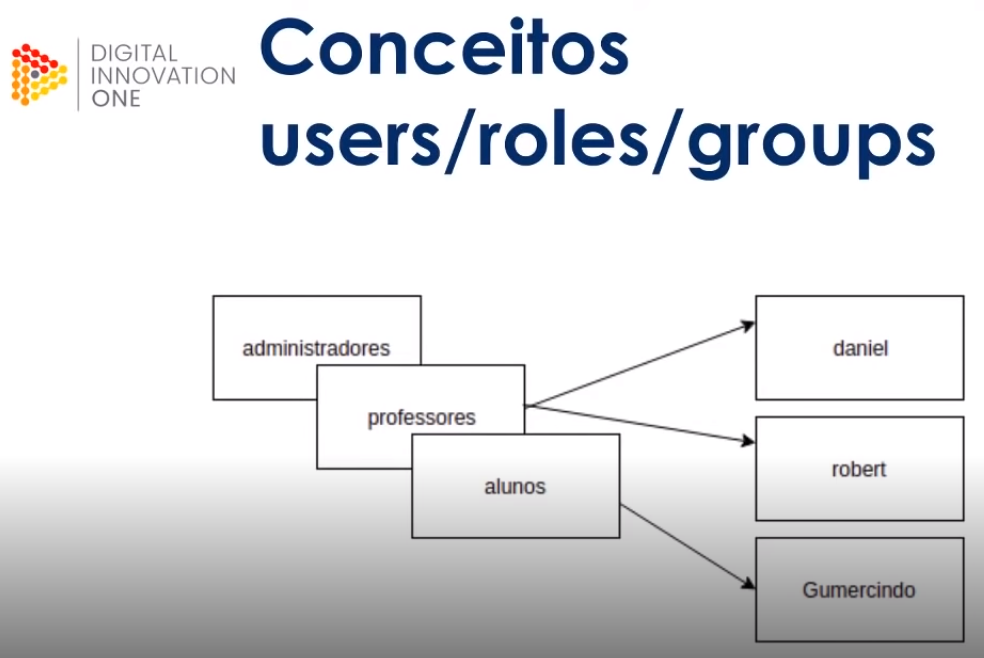 DIGITAL
INNOVATION
ONE
Conceitos
users/roles/groups
administradores
professores
alunos
daniel
robert
Gumercindo